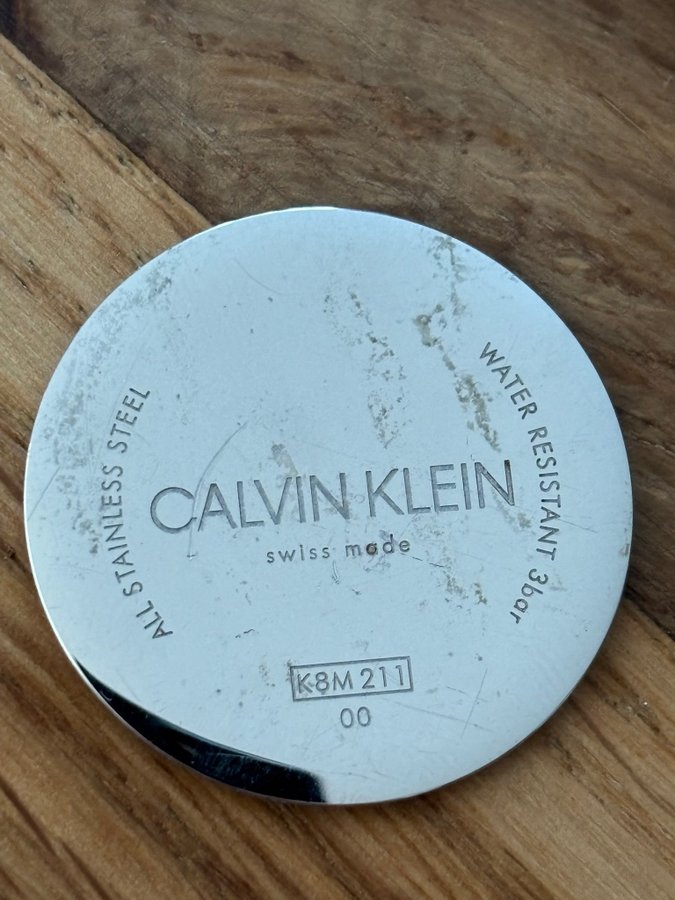 ALL STAINLESS STEEL
WATER RESISTANT 3bar
CALVIN KLEIN
swiss made
K8M 211
00